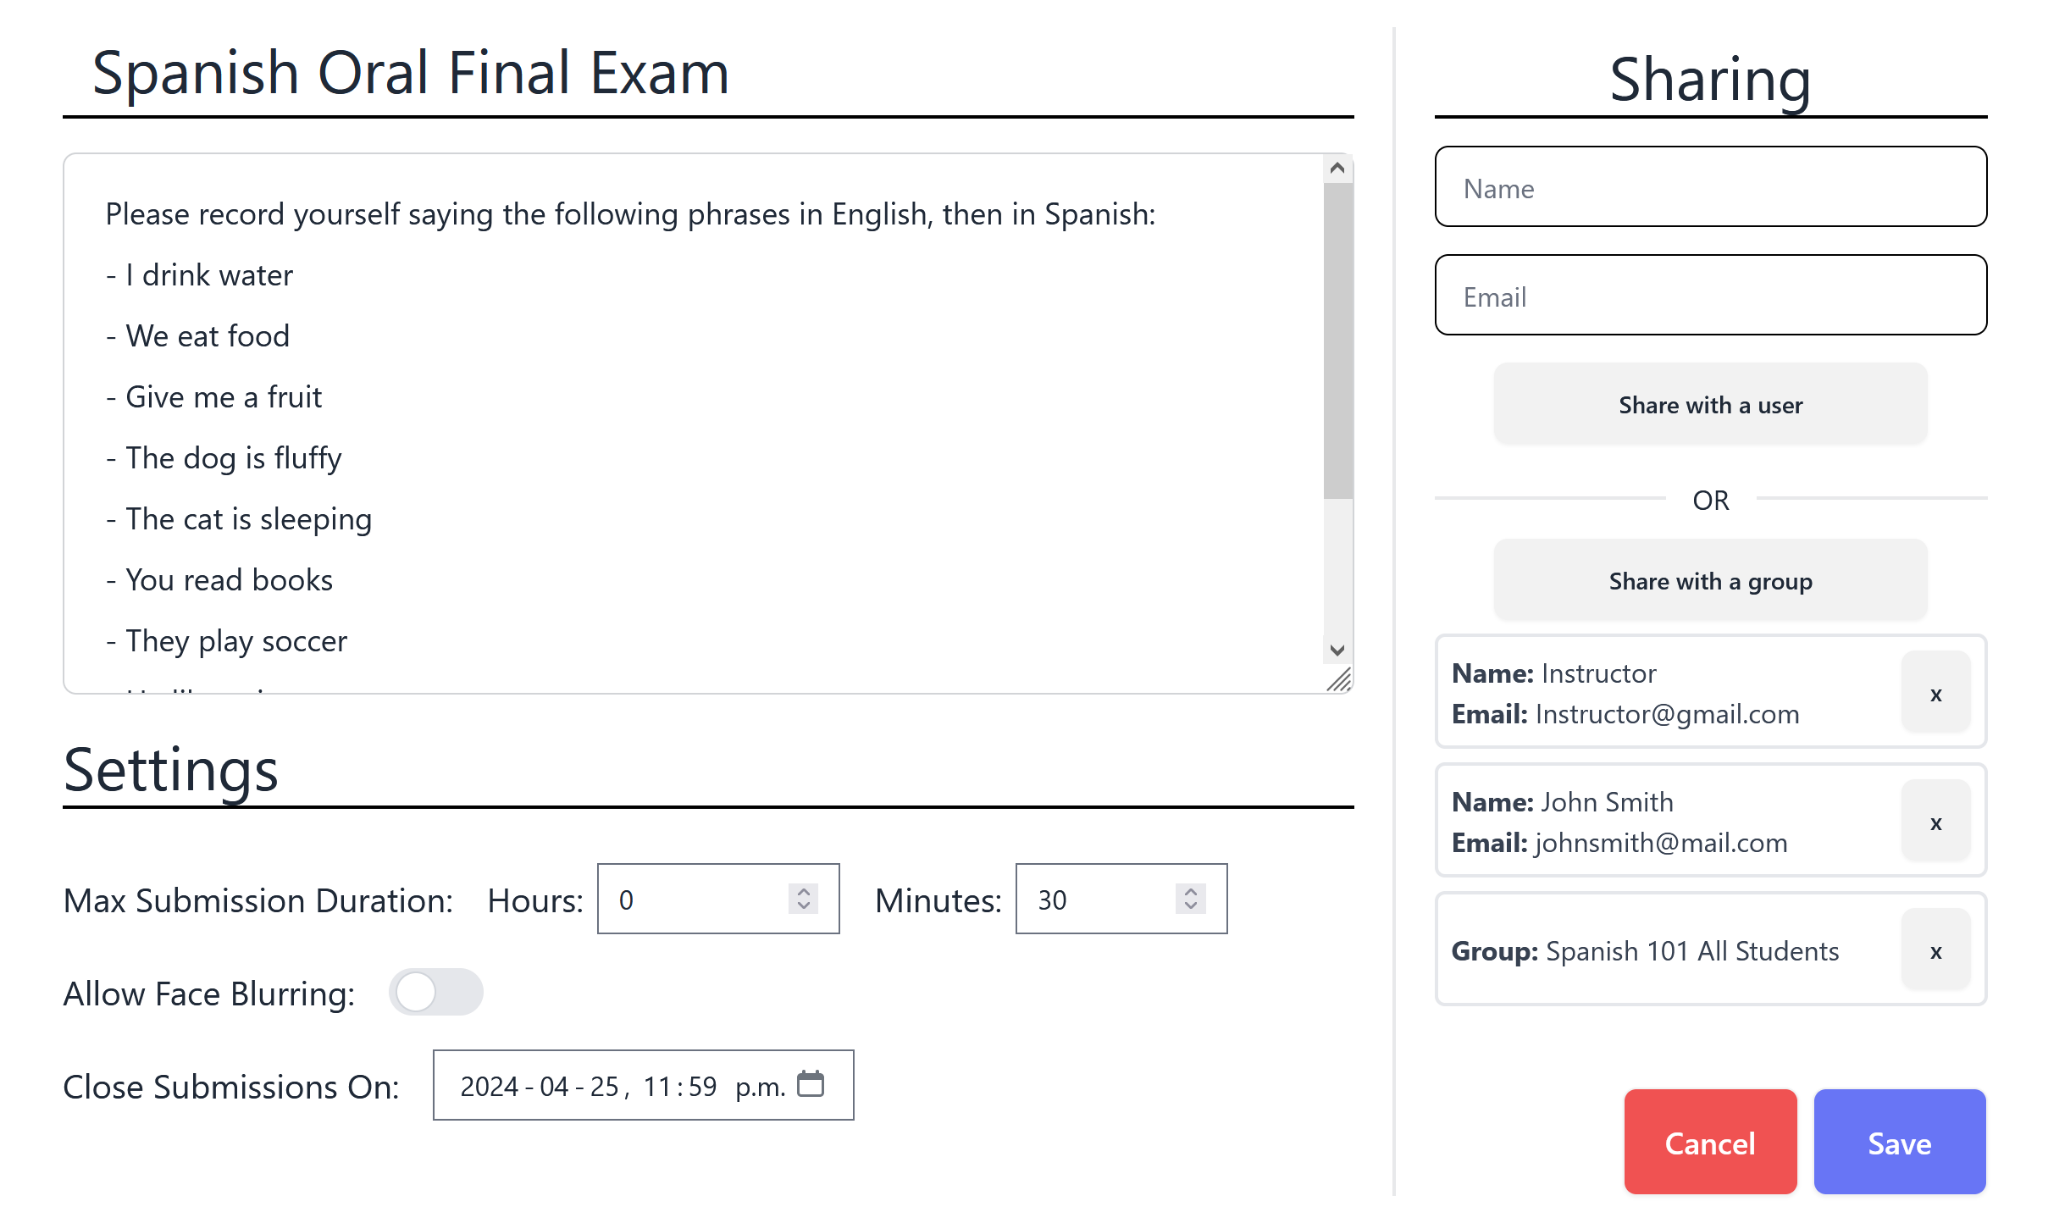 Spanish Oral Final Exam
Please record yourself saying the following phrases in English, then in Spanish:
- I drink water
- We eat food
- Give me a fruit
- The dog is fluffy
- The cat is sleeping
- You read books
- They play soccer
Settings
Max Submission Duration: Hours: 0 Minutes: 30
Allow Face Blurring:
Close Submissions On: 2024-04-25, 11:59 p.m.
Sharing
Name
Email
Share with a user
OR
Share with a group
Name: Instructor
Email: Instructor@gmail.com
x
Name: John Smith
Email: johnsmith@mail.com
x
Group: Spanish 101 All Students
x
Cancel
Save